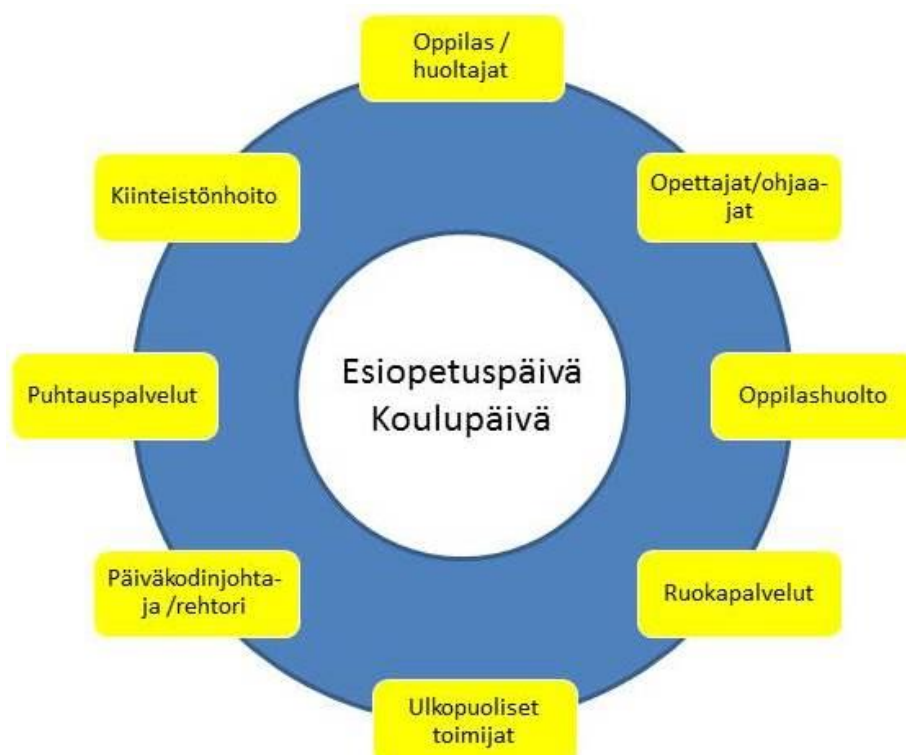 Oppilas /
huoltajat
Kiinteistönhoito
Opettajat/ohjaa-
jat
Esiopetuspäivä
Koulupäivä
Puhtauspalvelut
Oppilashuolto
Päiväkodinjohta-
ja /rehtori
Ruokapalvelut
Ulkopuoliset
toimijat